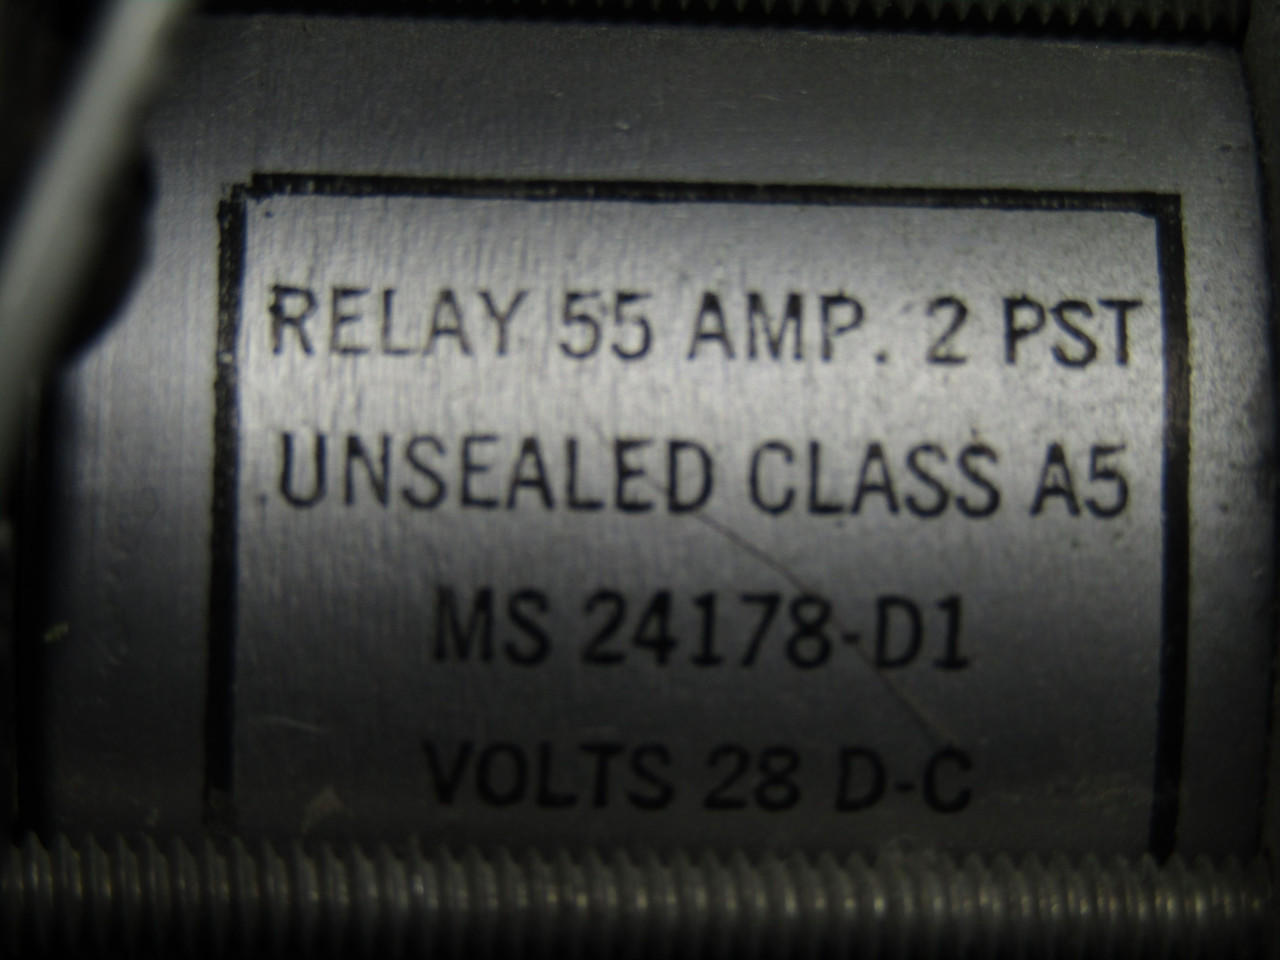 RELAY 55 AMP. 2 PST
UNSEALED CLASS A5
MS 24178-D1
VOLTS 28 D-C